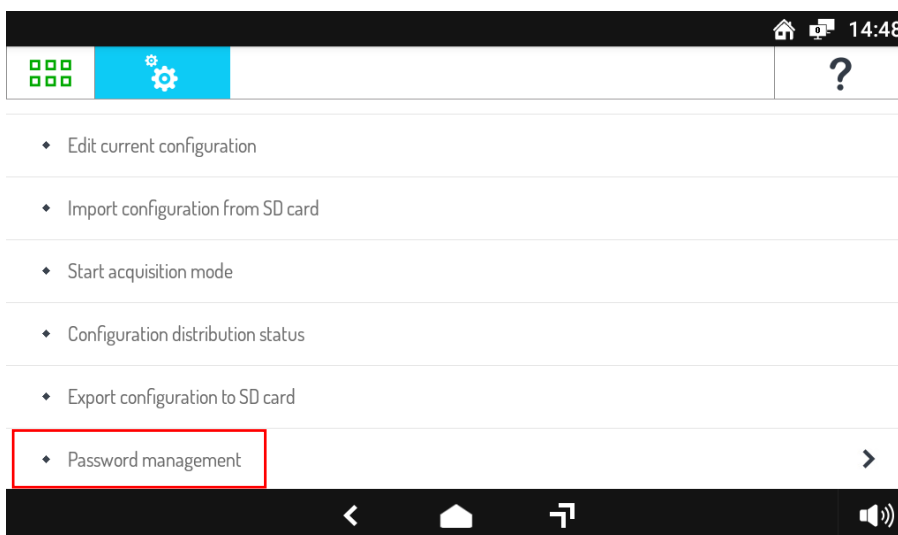 14:48
?
Edit current configuration
Import configuration from SD card
Start acquisition mode
Configuration distribution status
Export configuration to SD card
Password management